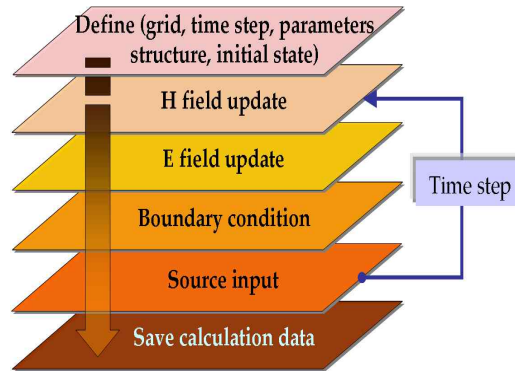 Define (grid, time step, parameters
structure, initial state)
H field update
E field update
Time step
Boundary condition
Source input
Save calculation data